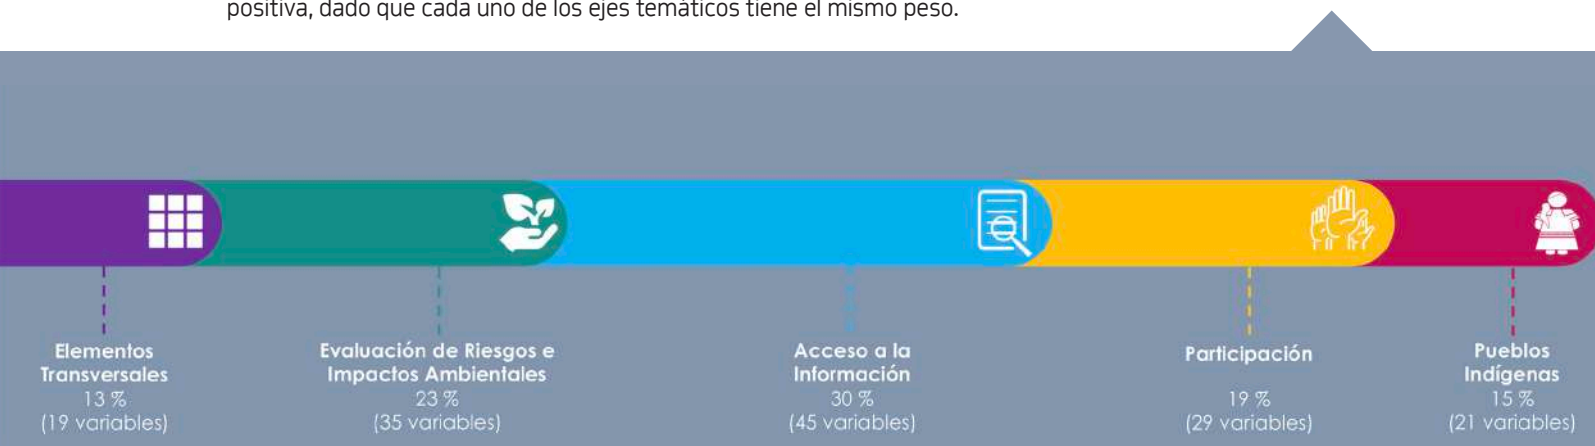 positiva, dado que cada uno de los ejes temáticos tiene el mismo peso.
Elementos
Transversales
13 %
(19 variables)
Evaluación de Riesgos e
Impactos Ambientales
23 %
(35 variables)
Acceso a la
Información
30 %
(45 variables)
Participación
19 %
(29 variables)
Pueblos
Indígenas
15 %
(21 variables)